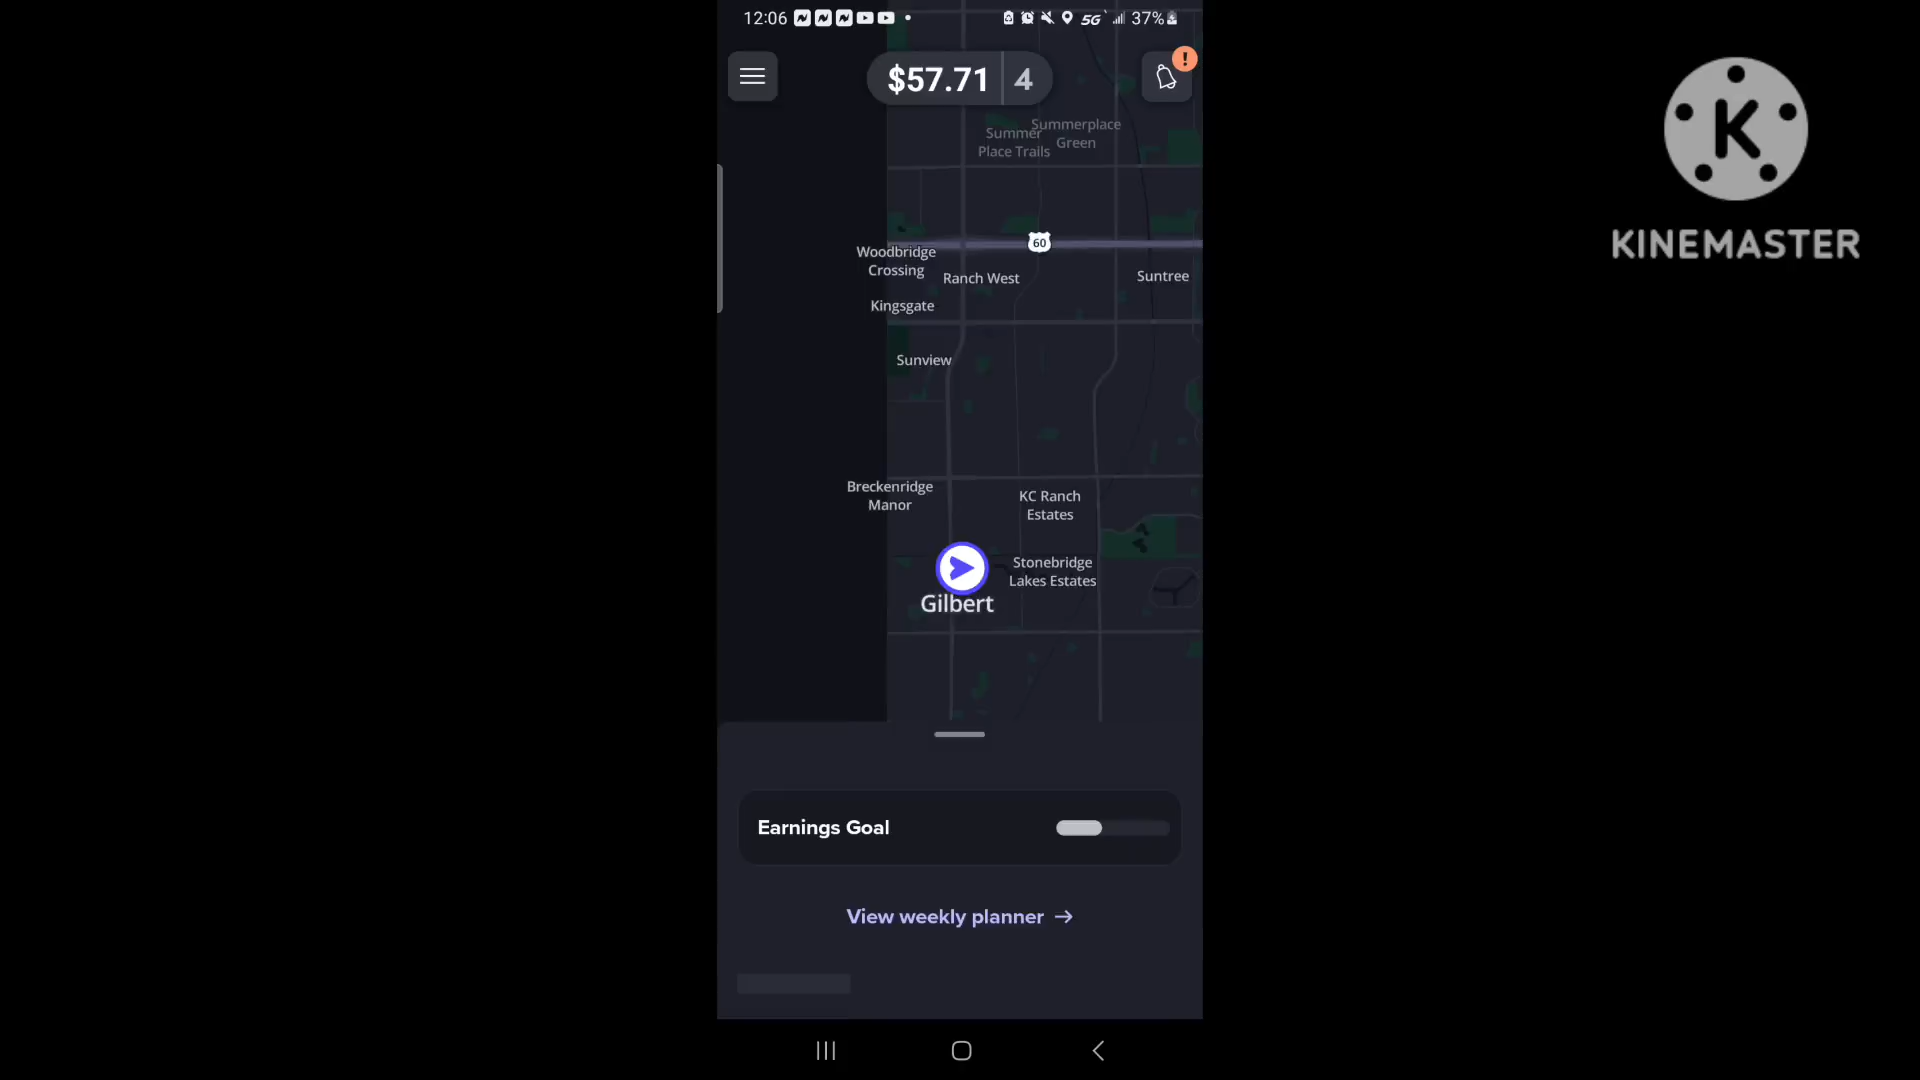 12:06
5G
37%
$57.71 4
!
Summerplace
Green
Summer
Place Trails
60
Woodbridge
Crossing
Ranch West
Suntree
Kingsgate
Sunview
Breckenridge
Manor
KC Ranch
Estates
Stonebridge
Lakes Estates
Gilbert
Earnings Goal
View weekly planner →
K
KINEMASTER